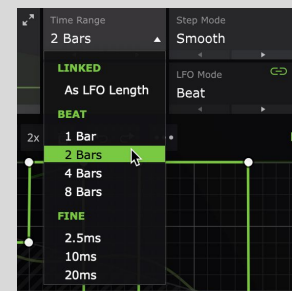 Time Range
2 Bars
Step Mode
Smooth
LINKED
As LFO Length
LFO Mode
Beat
BEAT
1 Bar
2x
2 Bars
4 Bars
8 Bars
FINE
2.5ms
10ms
20ms